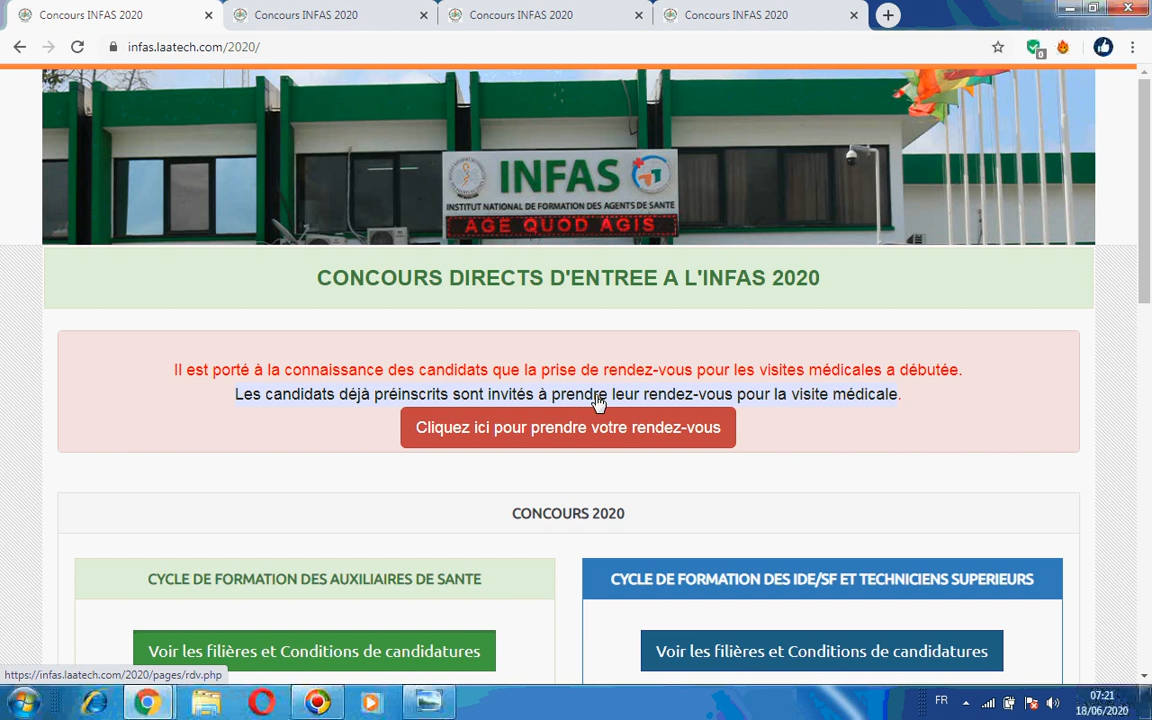 Concours INFAS 2020
Concours INFAS 2020
Concours INFAS 2020
Concours INFAS 2020
infas.laatech.com/2020/
0
INFAS
INSTITUT NATIONAL DE FORMATION DES AGENTS DE SANTE
AGE QUOD AGIS
CONCOURS DIRECTS D'ENTREE A L'INFAS 2020
Il est porté à la connaissance des candidats que la prise de rendez-vous pour les visites médicales a débutée.
Les candidats déjà préinscrits sont invités à prendre leur rendez-vous pour la visite médicale.
Cliquez ici pour prendre votre rendez-vous
CONCOURS 2020
CYCLE DE FORMATION DES AUXILIAIRES DE SANTE
CYCLE DE FORMATION DES IDE/SF ET TECHNICIENS SUPERIEURS
Voir les filières et Conditions de candidatures
Voir les filières et Conditions de candidatures
https://infas.laatech.com/2020/pages/rdv.php
FR
07:21
18/06/2020